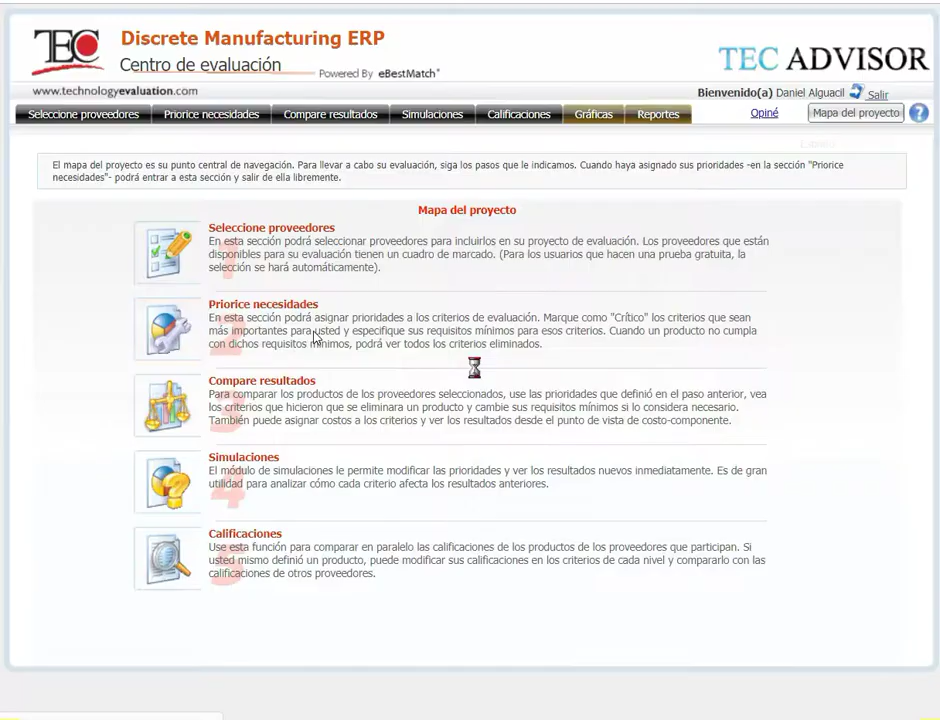 TEC
Discrete Manufacturing ERP
Centro de evaluación
Powered By eBestMatch
TEC ADVISOR
www.technologyevaluation.com
Bienvenido(a) Daniel Alguacil Salir
Seleccione proveedores Priorice necesidades Compare resultados Simulaciones Calificaciones Gráficas Reportes Opiné Mapa del proyecto ?
El mapa del proyecto es su punto central de navegación. Para llevar a cabo su evaluación, siga los pasos que le indicamos. Cuando haya asignado sus prioridades -en la sección "Priorice
necesidades"- podrá entrar a esta sección y salir de ella libremente.
Mapa del proyecto
Seleccione proveedores
1
En esta sección podrá seleccionar proveedores para incluirlos en su proyecto de evaluación. Los proveedores que están
disponibles para su evaluación tienen un cuadro de marcado. (Para los usuarios que hacen una prueba gratuita, la
selección se hará automáticamente).
Priorice necesidades
2
En esta sección podrá asignar prioridades a los criterios de evaluación. Marque como "Crítico" los criterios que sean
más importantes para usted y especifique sus requisitos mínimos para esos criterios. Cuando un producto no cumpla
con dichos requisitos mínimos, podrá ver todos los criterios eliminados.
Compare resultados
3
Para comparar los productos de los proveedores seleccionados, use las prioridades que definió en el paso anterior, vea
los criterios que hicieron que se eliminara un producto y cambie sus requisitos mínimos si lo considera necesario.
También puede asignar costos a los criterios y ver los resultados desde el punto de vista de costo-componente.
Simulaciones
4
El módulo de simulaciones le permite modificar las prioridades y ver los resultados nuevos inmediatamente. Es de gran
utilidad para analizar cómo cada criterio afecta los resultados anteriores.
Calificaciones
5
Use esta función para comparar en paralelo las calificaciones de los productos de los proveedores que participan. Si
usted mismo definió un producto, puede modificar sus calificaciones en los criterios de cada nivel y compararlo con las
calificaciones de otros proveedores.